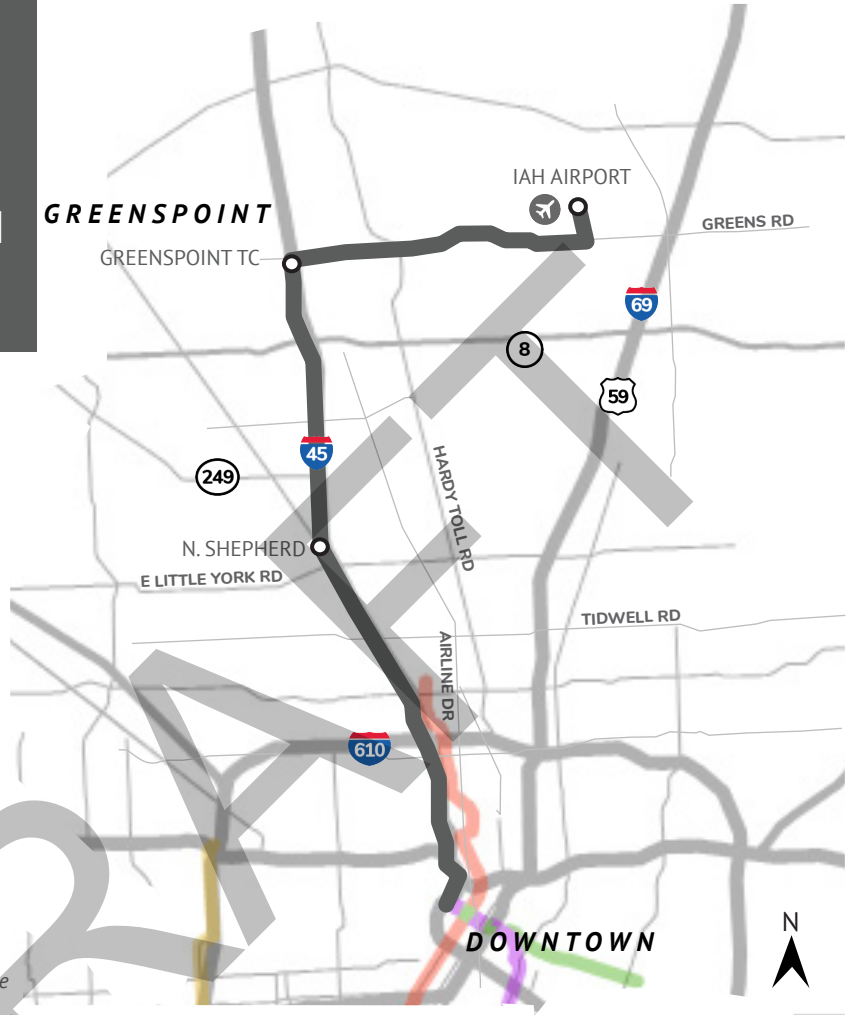 IAH AIRPORT
GREENSPOINT
GREENS RD
GREENSPOINT TC
69
8
59
45
249
HARDY TOLL RD
N. SHEPHERD
E LITTLE YORK RD
TIDWELL RD
AIRLINE DR
610
DRAFT
N
DOWNTOWN
e